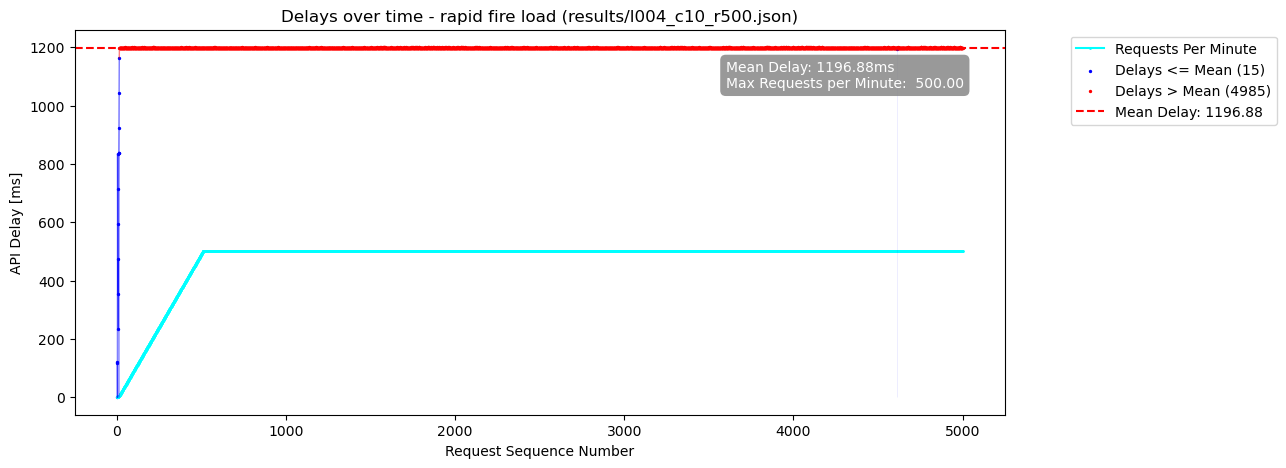 Delays over time - rapid fire load (results/l004_c10_r500.json)
1200
1000
800
600
400
200
0
API Delay [ms]
Mean Delay: 1196.88ms
Max Requests per Minute:  500.00
Requests Per Minute
Delays <= Mean (15)
Delays > Mean (4985)
Mean Delay: 1196.88
0
1000
2000
3000
4000
5000
Request Sequence Number